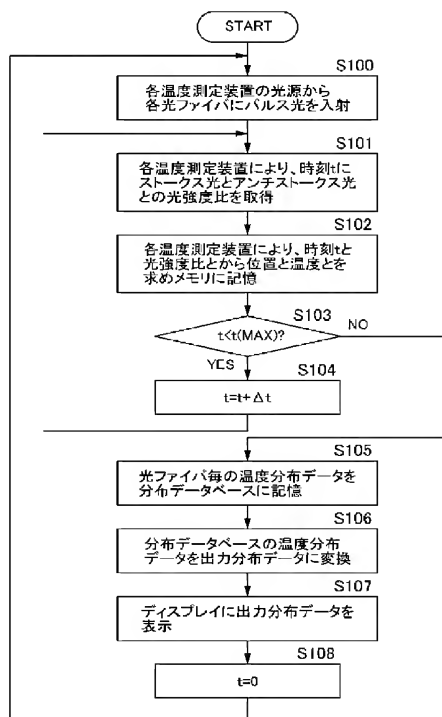 START
S100
各温度測定装置の光源から
各光ファイバにパルス光を入射
S101
各温度測定装置により、時刻tに
ストークス光とアンチストークス光
との光強度比を取得
S102
各温度測定装置により、時刻tと
光強度比とから位置と温度とを
求めメモリに記憶
S103
t<t(MAX)?
NO
YES
S104
t=t+Δt
S105
光ファイバ毎の温度分布データを
分布データベースに記憶
S106
分布データベースの温度分布
データを出力分布データに変換
S107
ディスプレイに出力分布データを
表示
S108
t=0